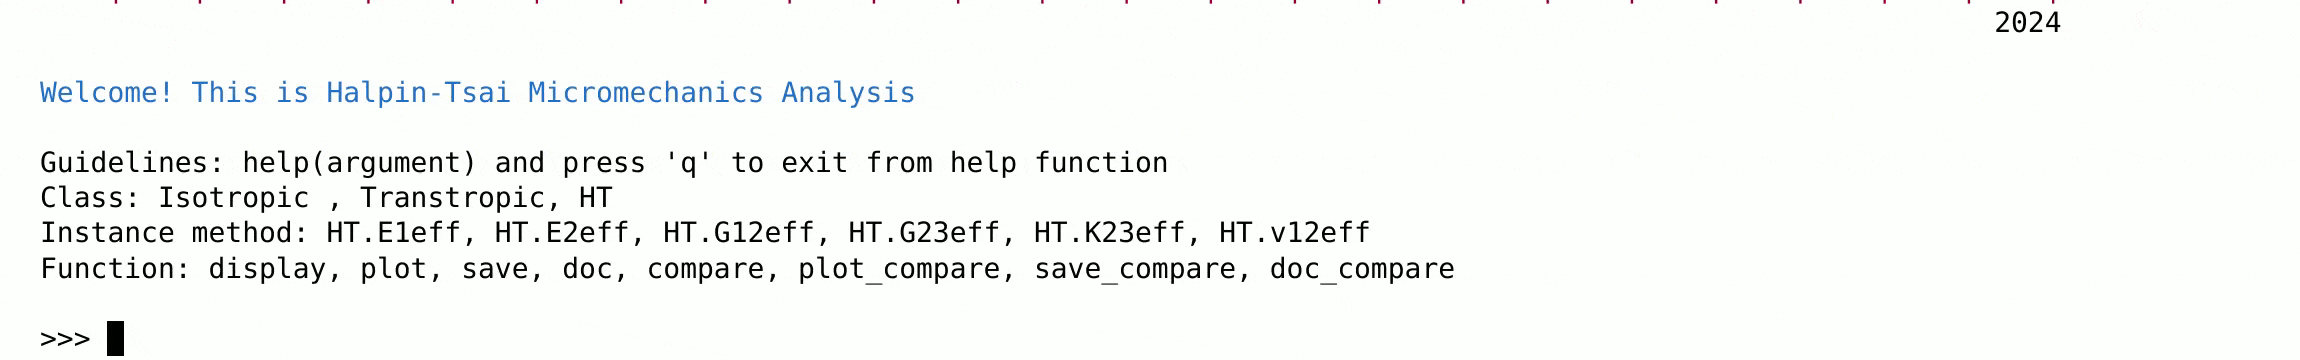 2024
Welcome! This is Halpin-Tsai Micromechanics Analysis
Guidelines: help(argument) and press 'q' to exit from help function
Class: Isotropic , Transtropic, HT
Instance method: HT.E1eff, HT.E2eff, HT.G12eff, HT.G23eff, HT.K23eff, HT.v12eff
Function: display, plot, save, doc, compare, plot_compare, save_compare, doc_compare
>>>